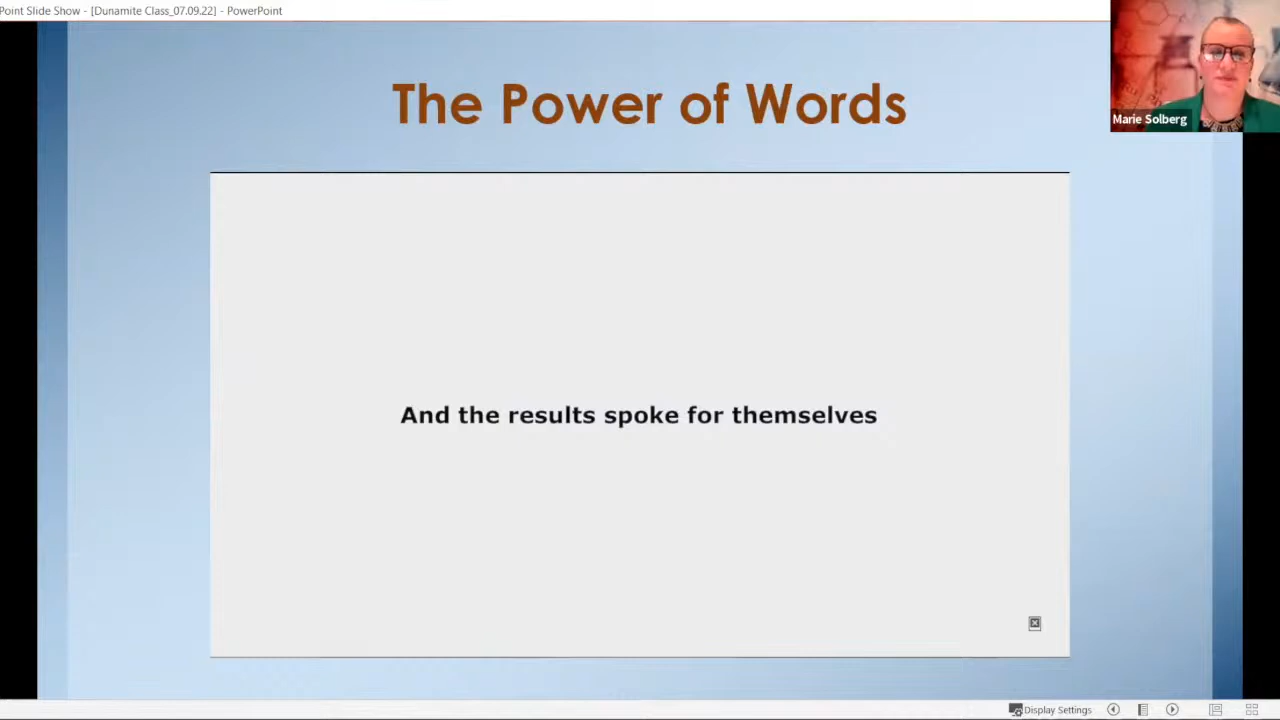 Point Slide Show - [Dunamite Class_07.09.22] - PowerPoint
The Power of Words
Marie Solberg
And the results spoke for themselves
Display Settings